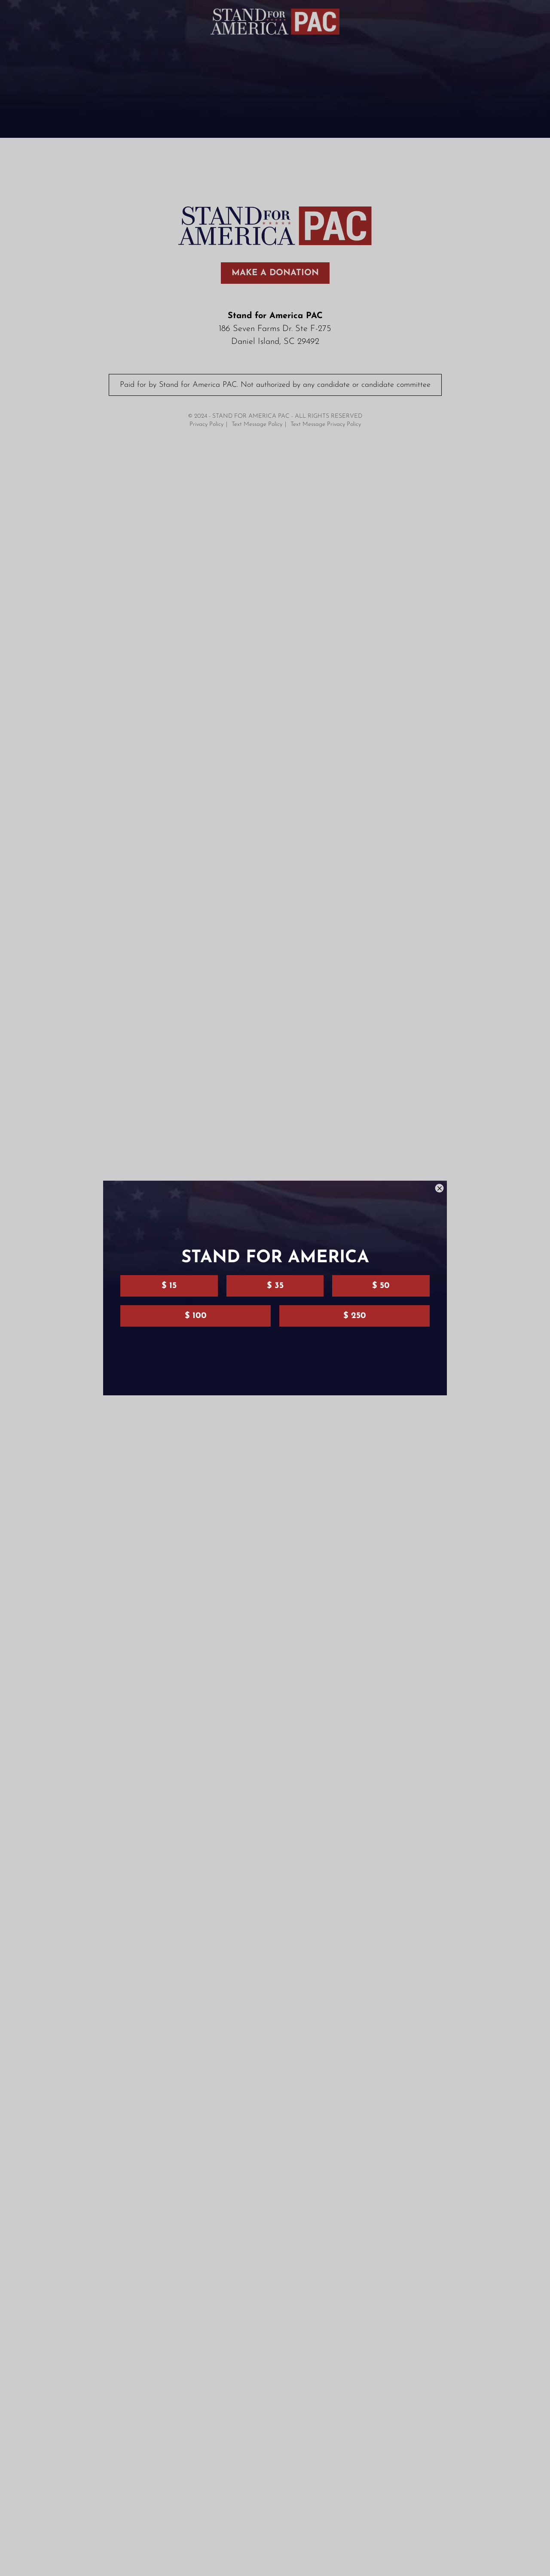 STAND FOR
AMERICA PAC
STAND FOR
AMERICA PAC
MAKE A DONATION
Stand for America PAC
186 Seven Farms Dr. Ste F-275
Daniel Island, SC 29492
Paid for by Stand for America PAC. Not authorized by any candidate or candidate committee
© 2024 - STAND FOR AMERICA PAC - ALL RIGHTS RESERVED
Privacy Policy | Text Message Policy | Text Message Privacy Policy
STAND FOR AMERICA
$ 15 $ 35 $ 50
$ 100 $ 250